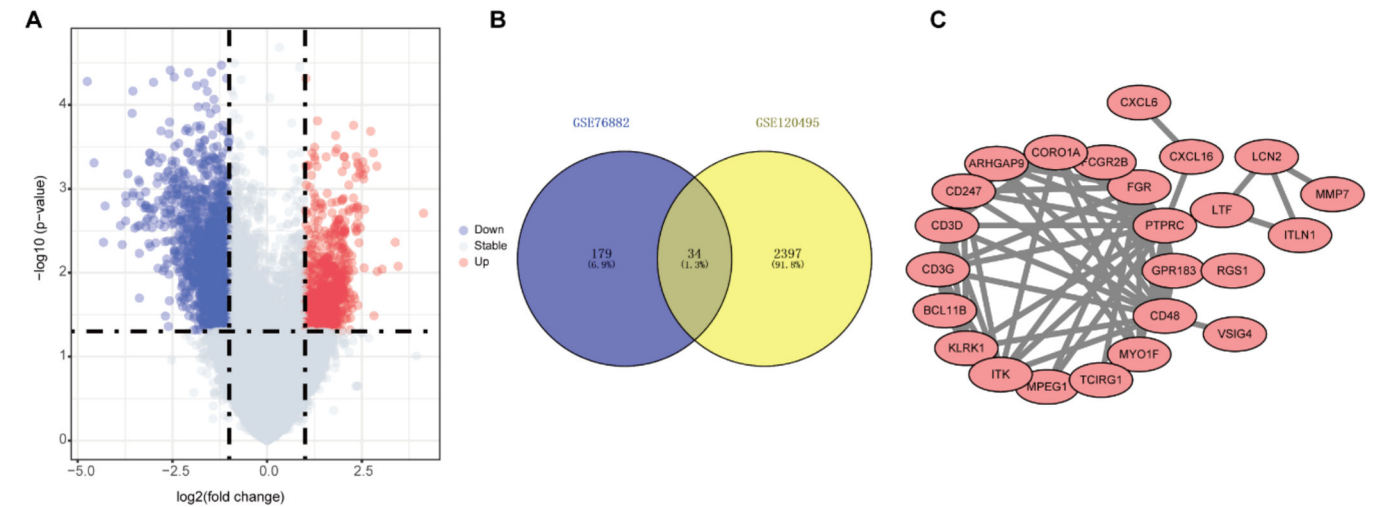 A
−log10 (p−value)
4
3
2
1
0
−5.0
−2.5
0.0
2.5
log2(fold change)
Down
Stable
Up
B
GSE76882
GSE120495
179
(6.9%)
34
(1.3%)
2397
(91.8%)
C
CXCL6
CORO1A
ARHGAP9
CGR2B
CXCL16
LCN2
CD247
FGR
MMP7
CD3D
PTPRC
LTF
ITLN1
CD3G
GPR183
RGS1
BCL11B
CD48
KLRK1
VSIG4
MYO1F
ITK
MPEG1
TCIRG1